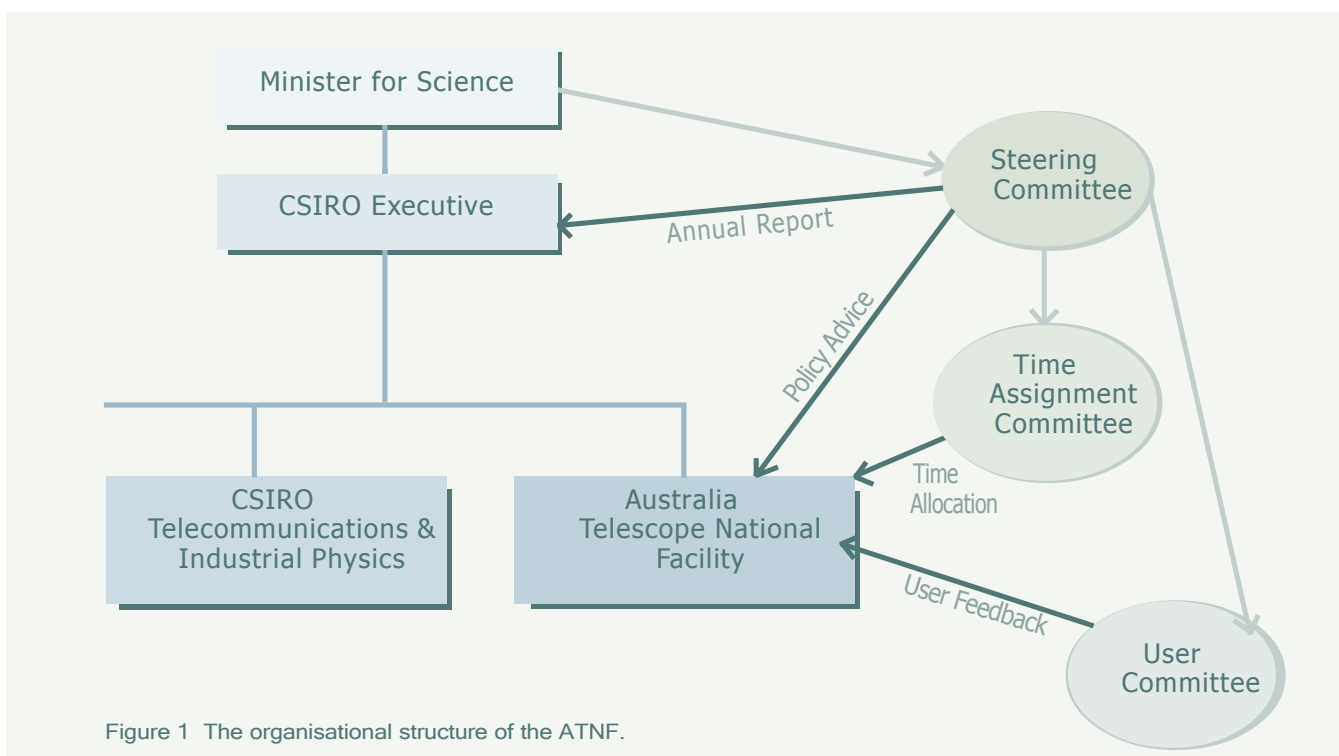 Minister for Science
CSIRO Executive
Steering
Committee
Annual Report
Policy Advice
Time
Assignment
Committee
Time
Allocation
CSIRO
Telecommunications &
Industrial Physics
Australia
Telescope National
Facility
User Feedback
User
Committee
Figure 1 The organisational structure of the ATNF.